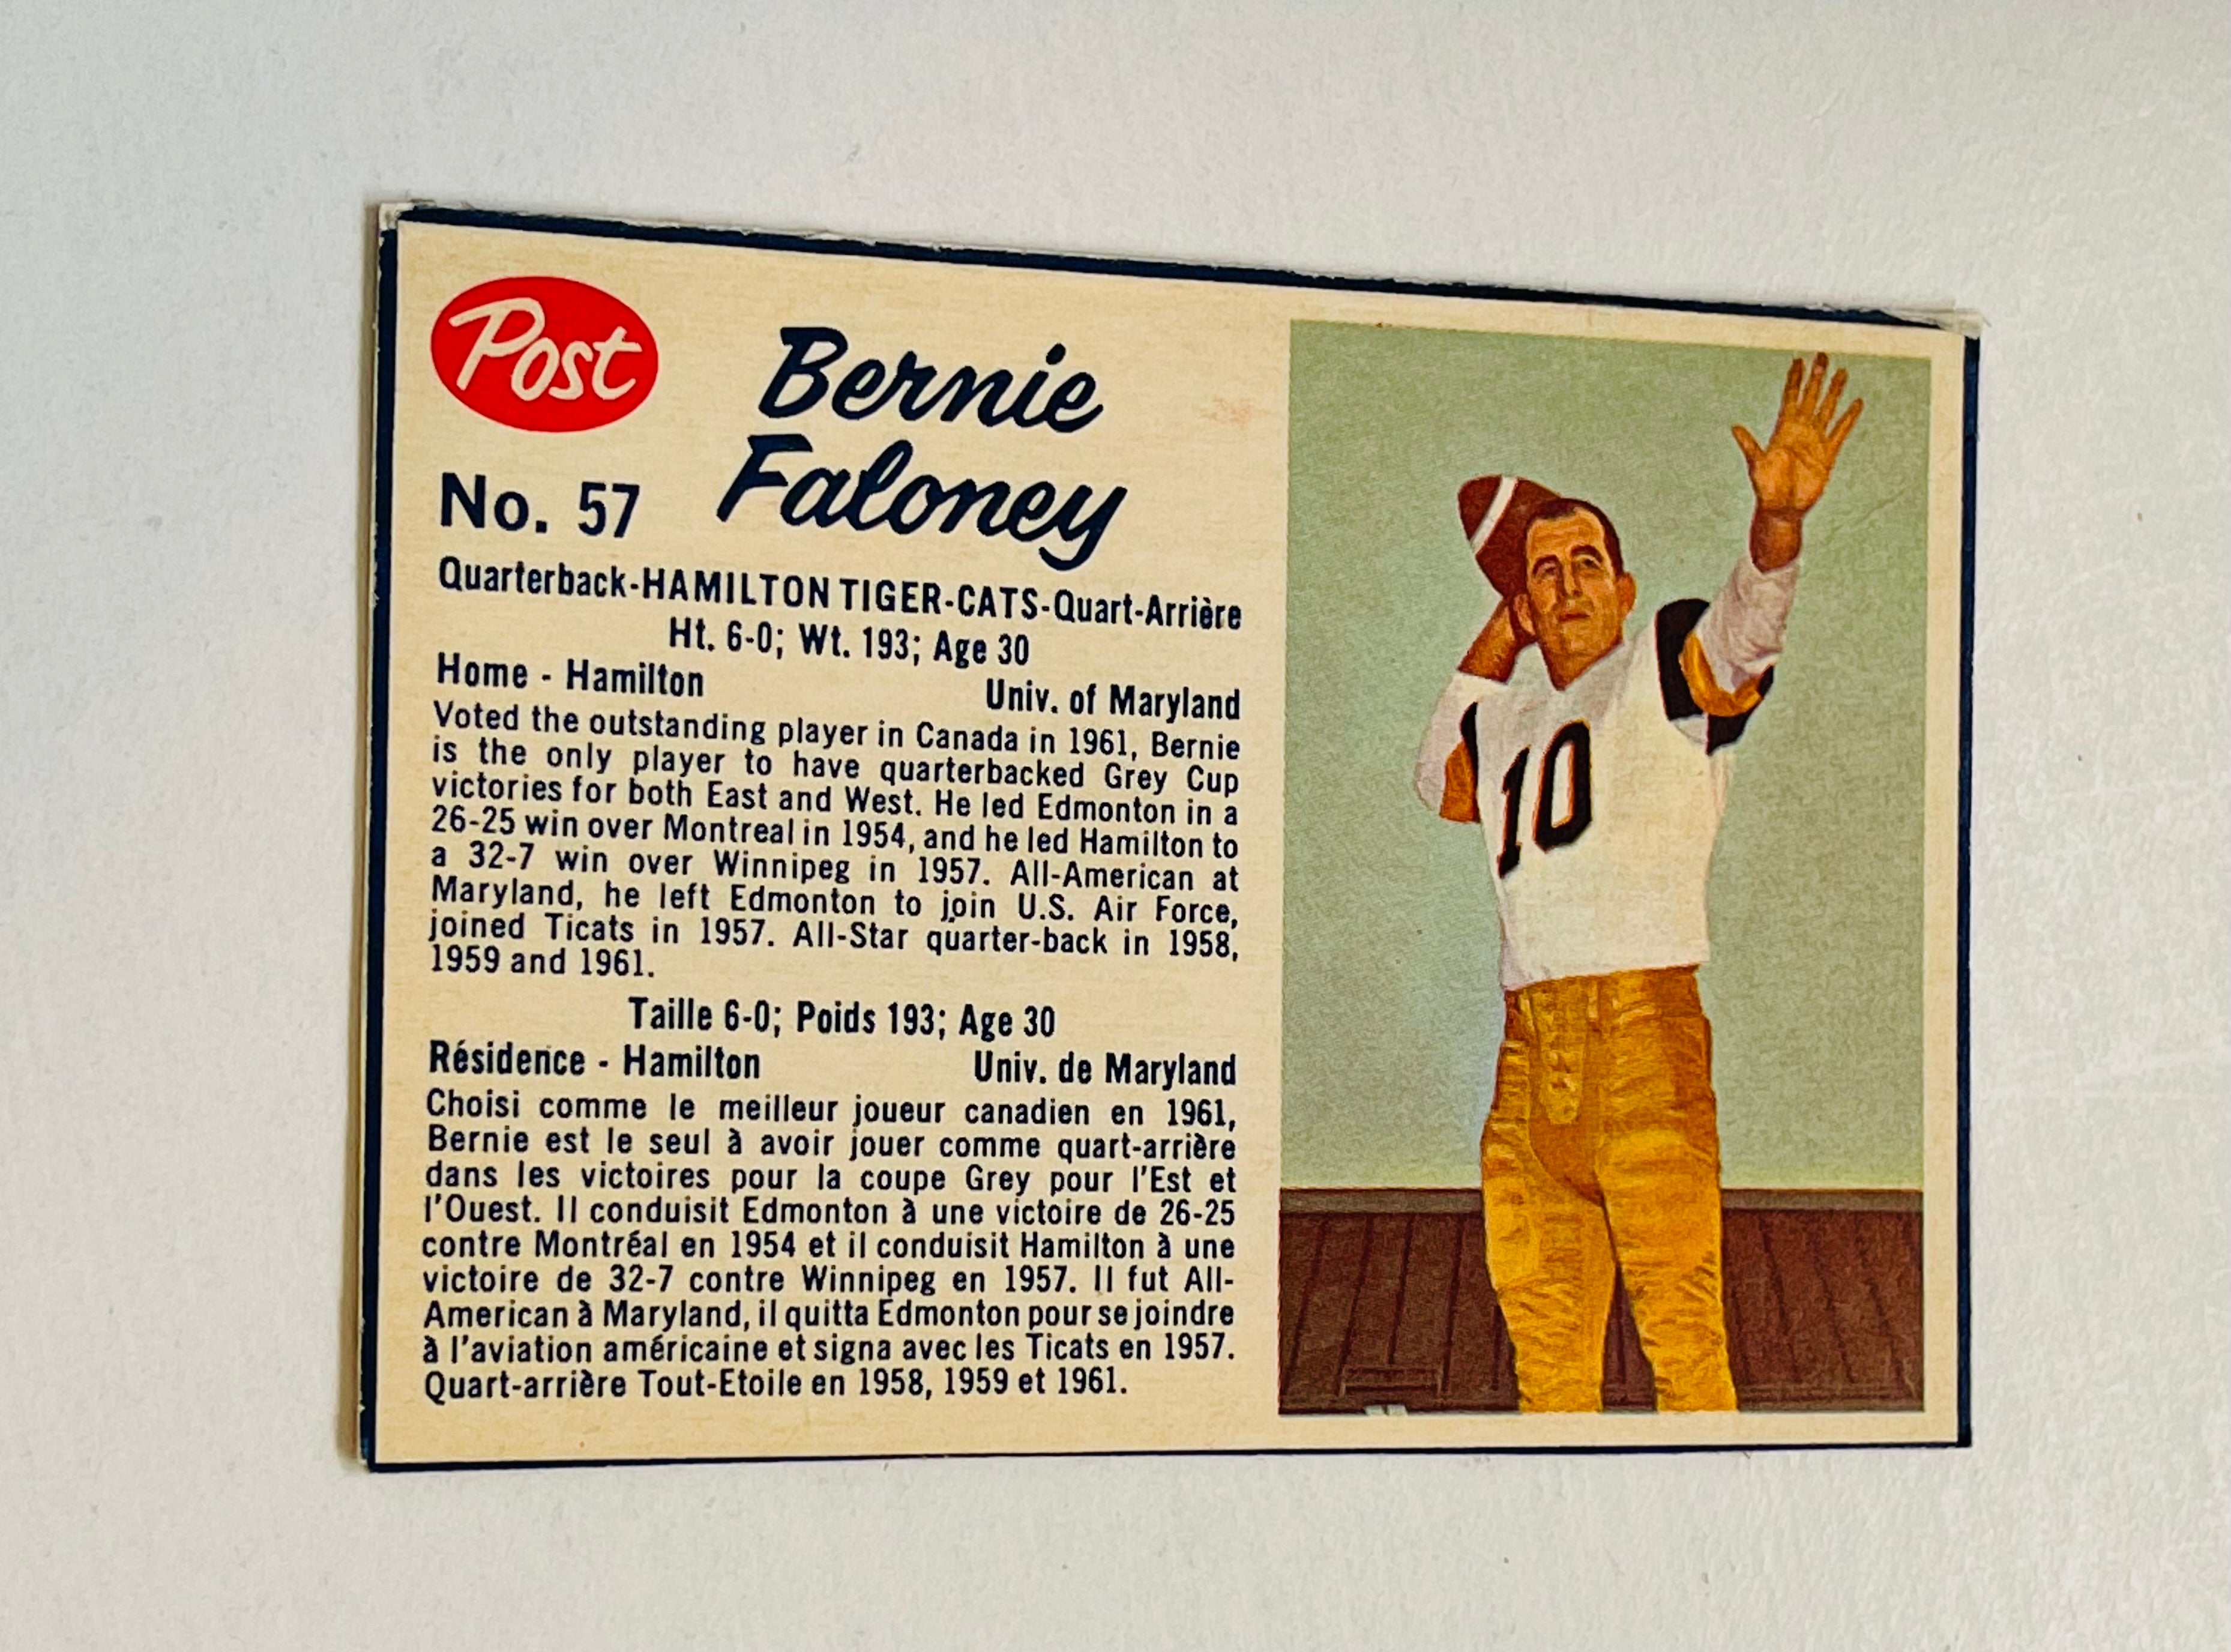 Post
Bernie
Faloney
No. 57
Quarterback-HAMILTON TIGER-CATS-Quart-Arrière
Ht. 6-0; Wt. 193; Age 30
Home - Hamilton Univ. of Maryland
Voted the outstanding player in Canada in 1961, Bernie
is the only player to have quarterbacked Grey Cup
victories for both East and West. He led Edmonton in a
26-25 win over Montreal in 1954, and he led Hamilton to
a 32-7 win over Winnipeg in 1957. All-American at
Maryland, he left Edmonton to join U.S. Air Force,
joined Ticats in 1957. All-Star quarter-back in 1958,
1959 and 1961.
Taille 6-0; Poids 193; Age 30
Résidence - Hamilton Univ. de Maryland
Choisi comme le meilleur joueur canadien en 1961,
Bernie est le seul à avoir jouer comme quart-arrière
dans les victoires pour la coupe Grey pour l'Est et
l'Ouest. Il conduisit Edmonton à une victoire de 26-25
contre Montréal en 1954 et il conduisit Hamilton à une
victoire de 32-7 contre Winnipeg en 1957. Il fut All-
American à Maryland, il quitta Edmonton pour se joindre
à l'aviation américaine et signa avec les Ticats en 1957.
Quart-arrière Tout-Etoile en 1958, 1959 et 1961.
10